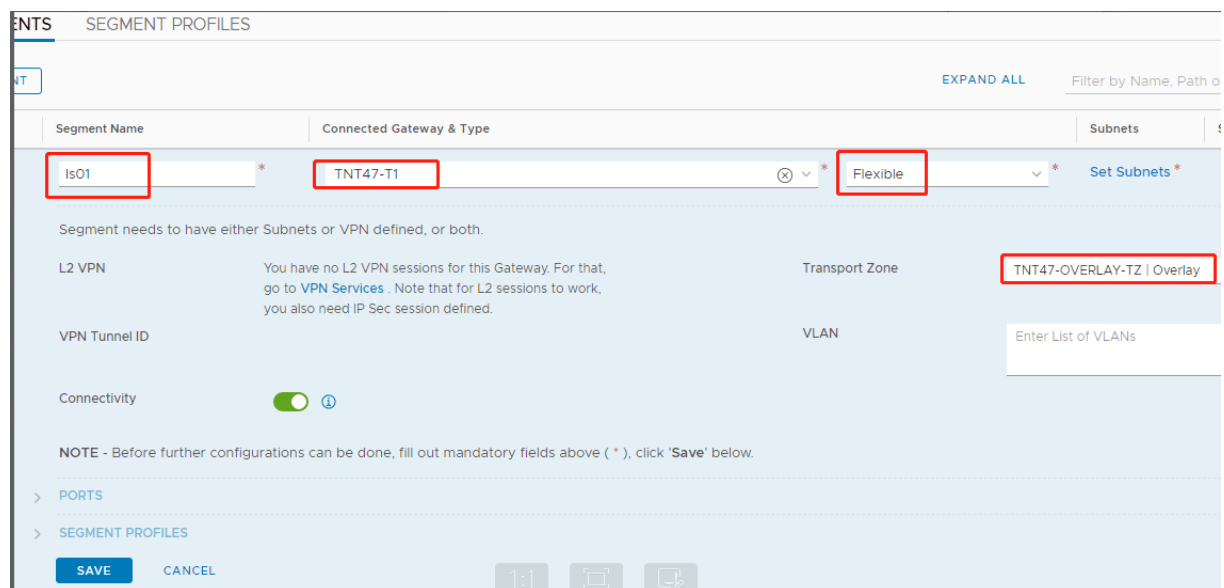 ENTS SEGMENT PROFILES
NT EXPAND ALL Filter by Name, Path o
Segment Name Connected Gateway & Type Subnets S
ls01 * TNT47-T1 * Flexible * Set Subnets *
Segment needs to have either Subnets or VPN defined, or both.
L2 VPN You have no L2 VPN sessions for this Gateway. For that, Transport Zone TNT47-OVERLAY-TZ | Overlay
go to VPN Services . Note that for L2 sessions to work,
you also need IP Sec session defined.
VPN Tunnel ID VLAN Enter List of VLANs
Connectivity
NOTE - Before further configurations can be done, fill out mandatory fields above ( * ), click 'Save' below.
PORTS
SEGMENT PROFILES
SAVE CANCEL 1:1